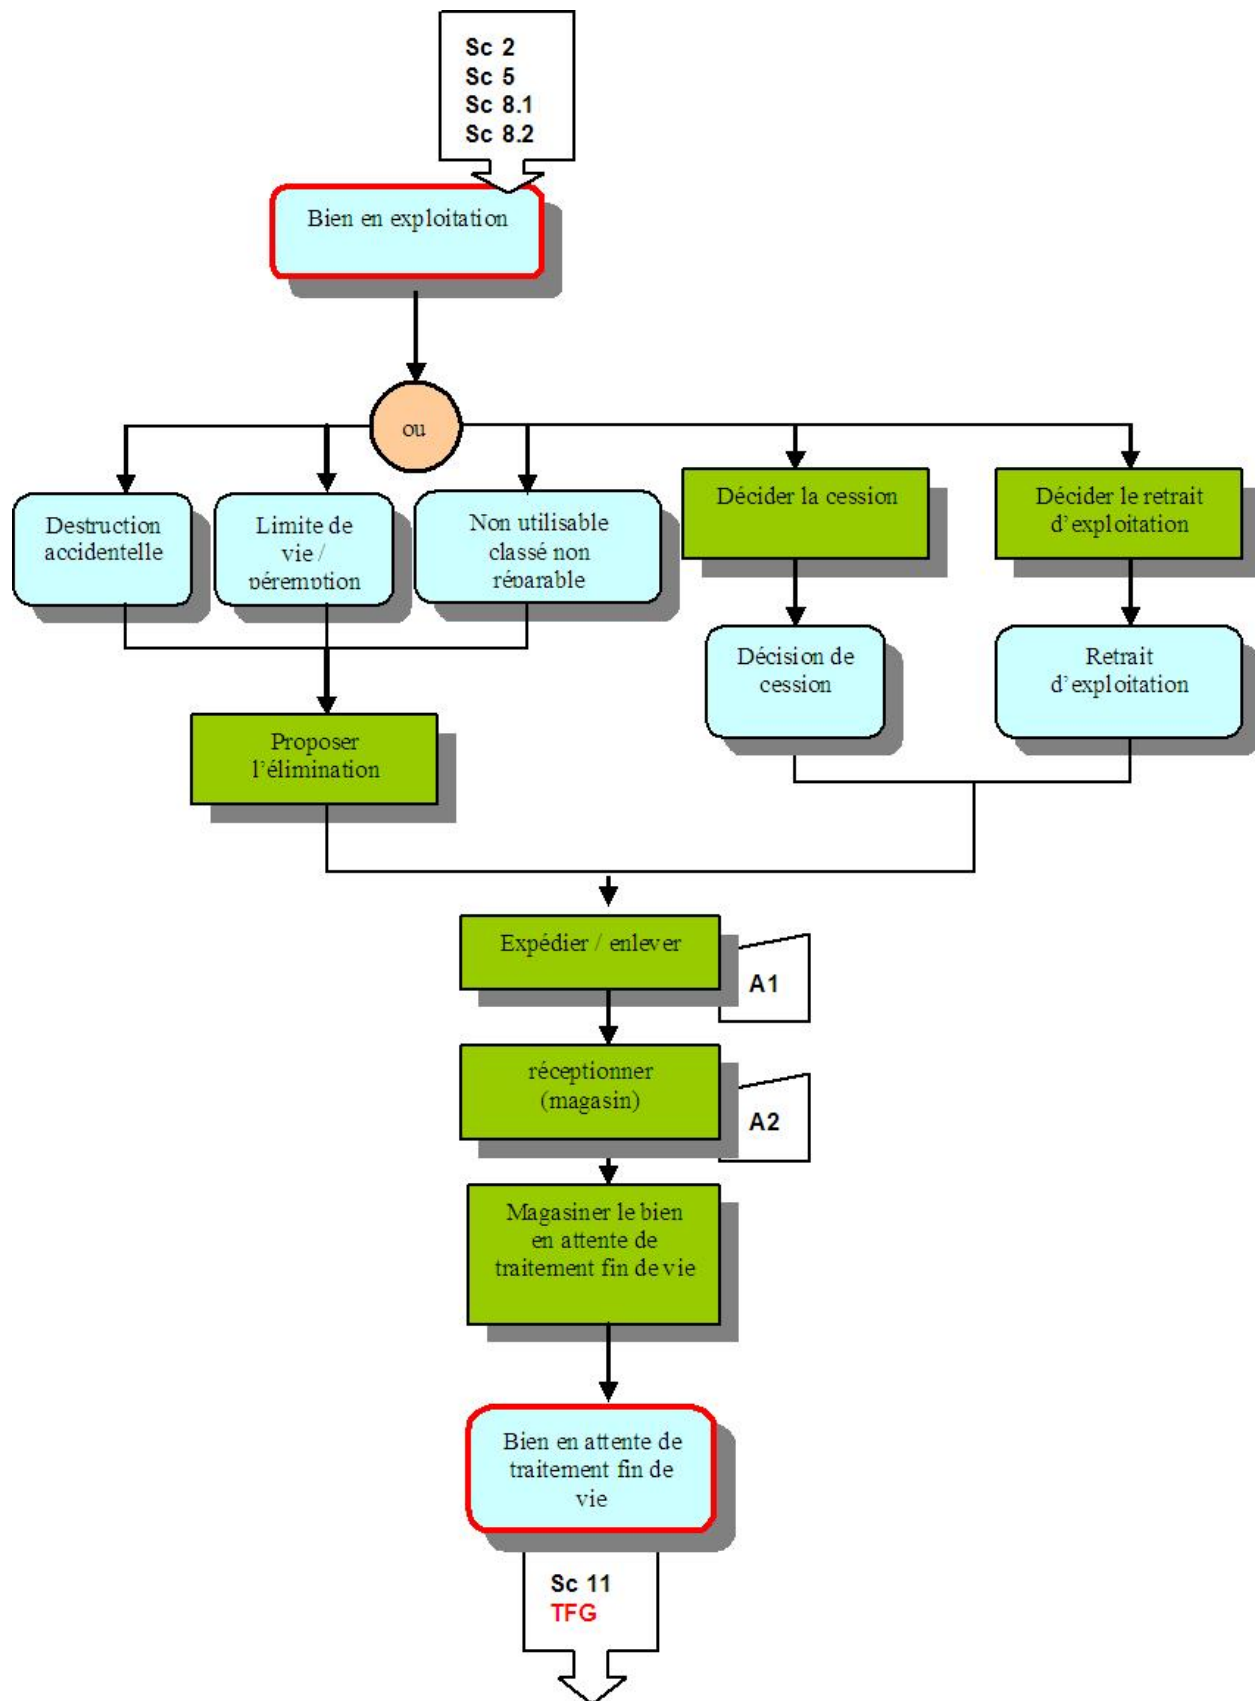 Sc 2
Sc 5
Sc 8.1
Sc 8.2
Bien en exploitation
ou
Destruction
accidentelle
Limite de
vie /
péremption
Non utilisable
classé non
réparable
Décider la cession
Décider le retrait
d’exploitation
Décision de
cession
Retrait
d’exploitation
Proposer
l’élimination
Expédier / enlever
A1
réceptionner
(magasin)
A2
Magasiner le bien
en attente de
traitement fin de vie
Bien en attente de
traitement fin de
vie
Sc 11
TFG